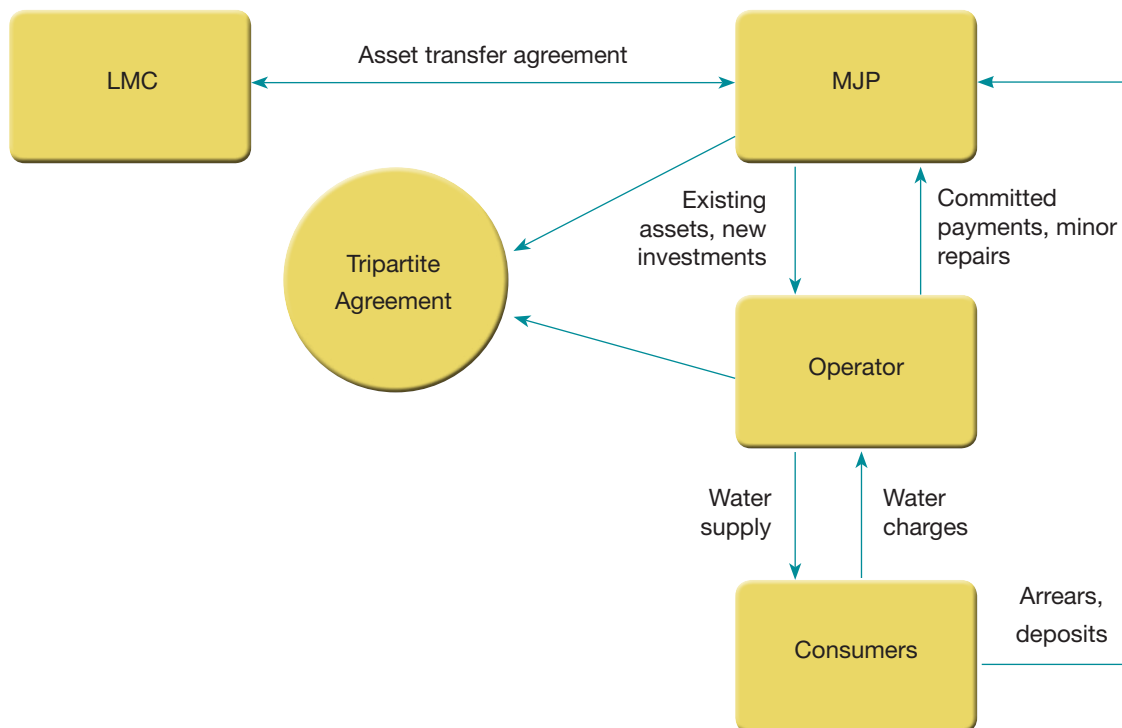 LMC
Asset transfer agreement
MJP
Existing
assets, new
investments
Committed
payments, minor
repairs
Tripartite
Agreement
Operator
Water
supply
Water
charges
Consumers
Arrears,
deposits